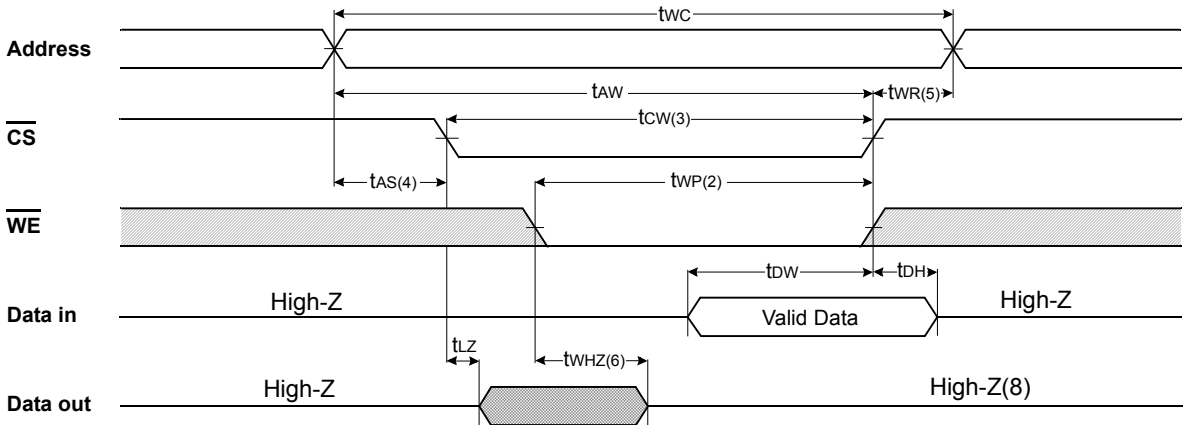 tWC
Address
tAW
tWR(5)
tCW(3)
CS
tAS(4)
tWP(2)
WE
tDW
tDH
High-Z
High-Z
Data in
Valid Data
tLZ
tWHZ(6)
High-Z
High-Z(8)
Data out